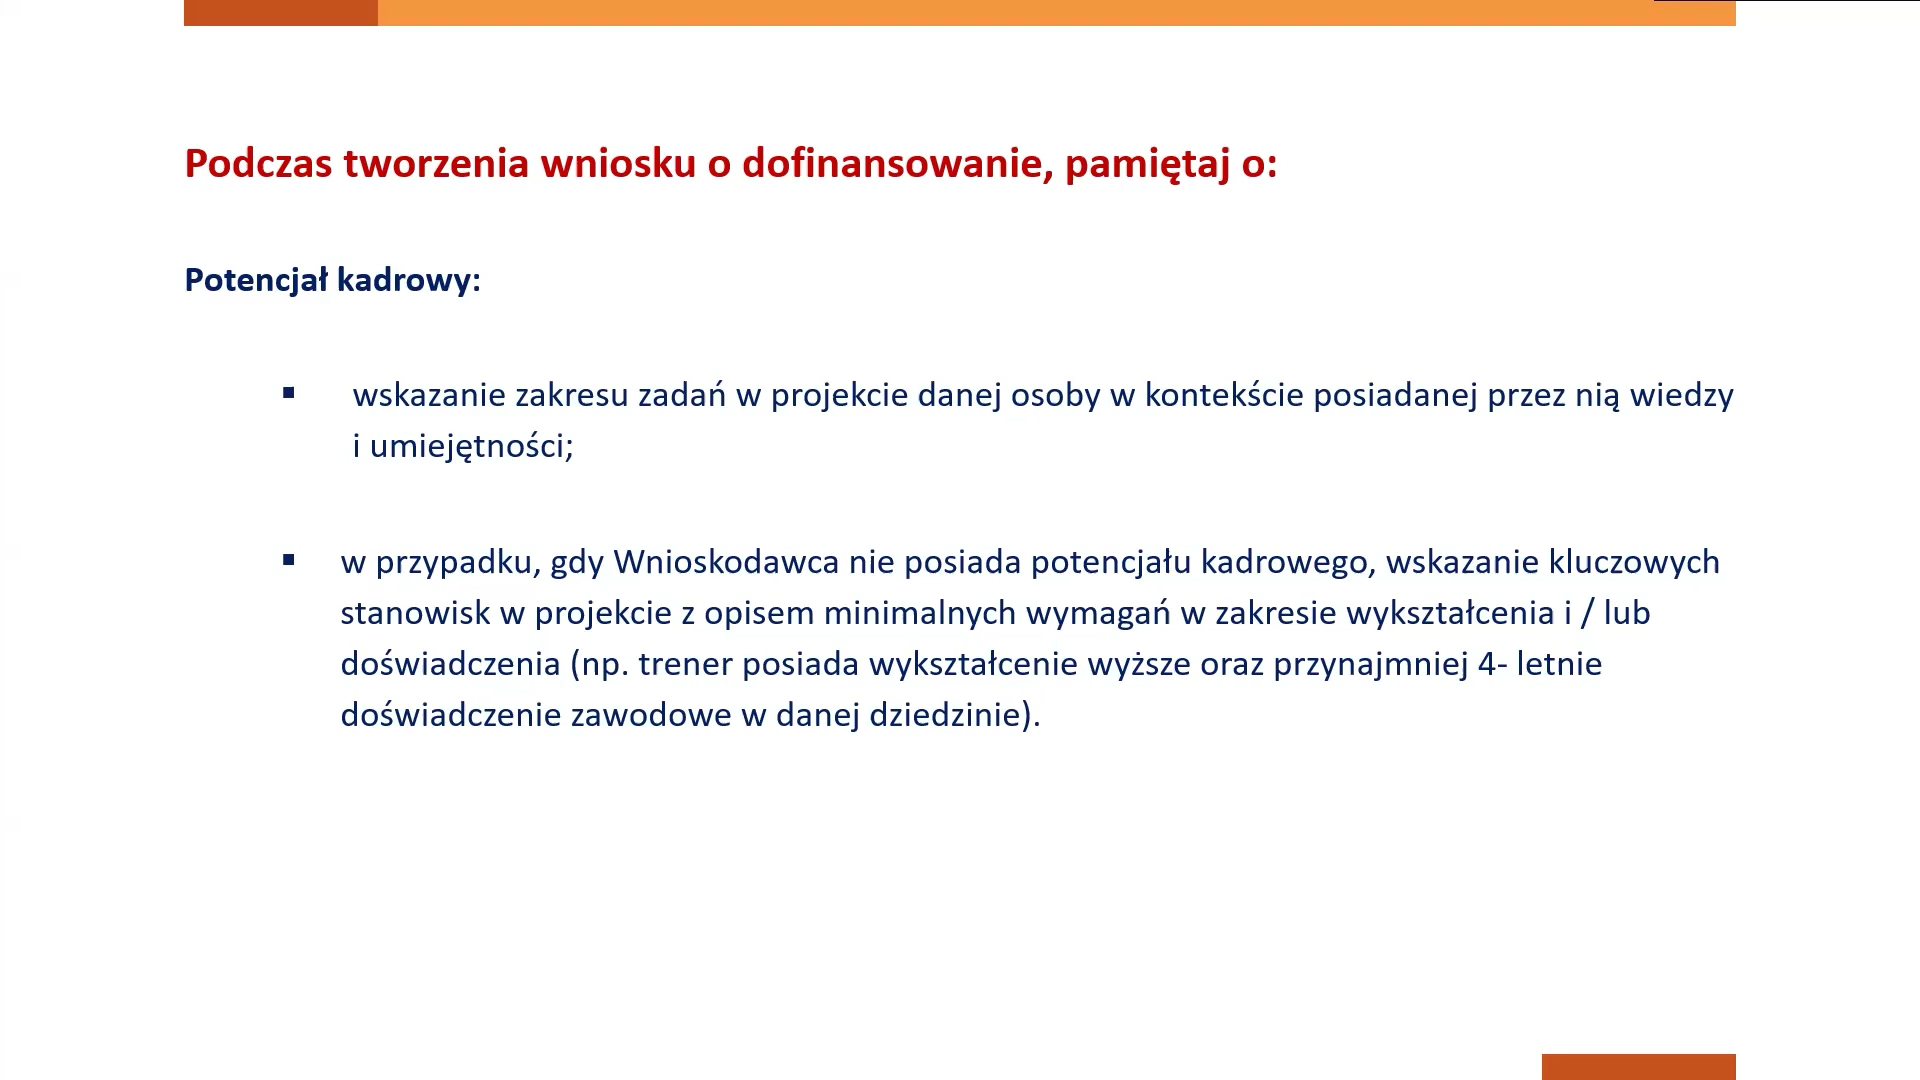 Podczas tworzenia wniosku o dofinansowanie, pamiętaj o:
Potencjał kadrowy:
▪ wskazanie zakresu zadań w projekcie danej osoby w kontekście posiadanej przez nią wiedzy
i umiejętności;
▪ w przypadku, gdy Wnioskodawca nie posiada potencjału kadrowego, wskazanie kluczowych
stanowisk w projekcie z opisem minimalnych wymagań w zakresie wykształcenia i / lub
doświadczenia (np. trener posiada wykształcenie wyższe oraz przynajmniej 4- letnie
doświadczenie zawodowe w danej dziedzinie).